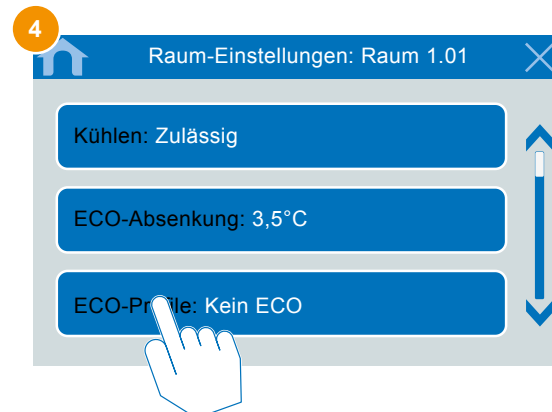 4
Raum-Einstellungen: Raum 1.01
Kühlen: Zulässig
ECO-Absenkung: 3,5°C
ECO-Profile: Kein ECO